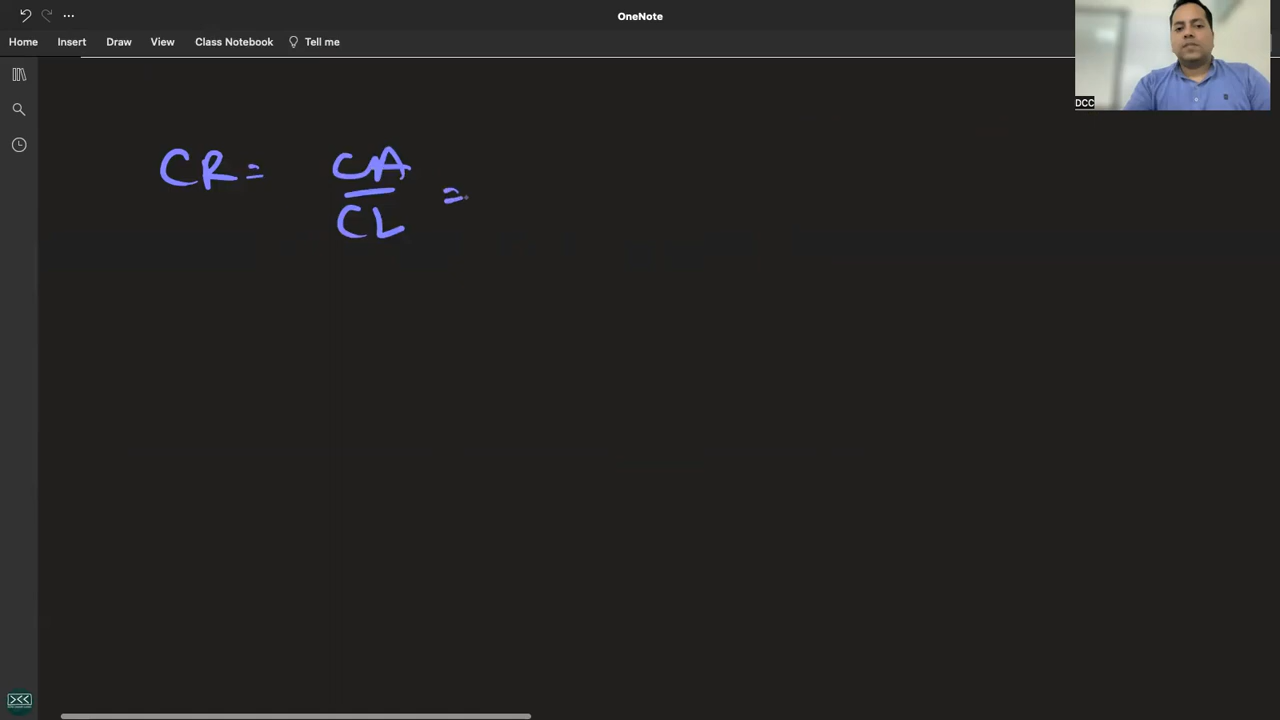 OneNote
Home Insert Draw View Class Notebook Tell me
DCC
CR = CA / CL =